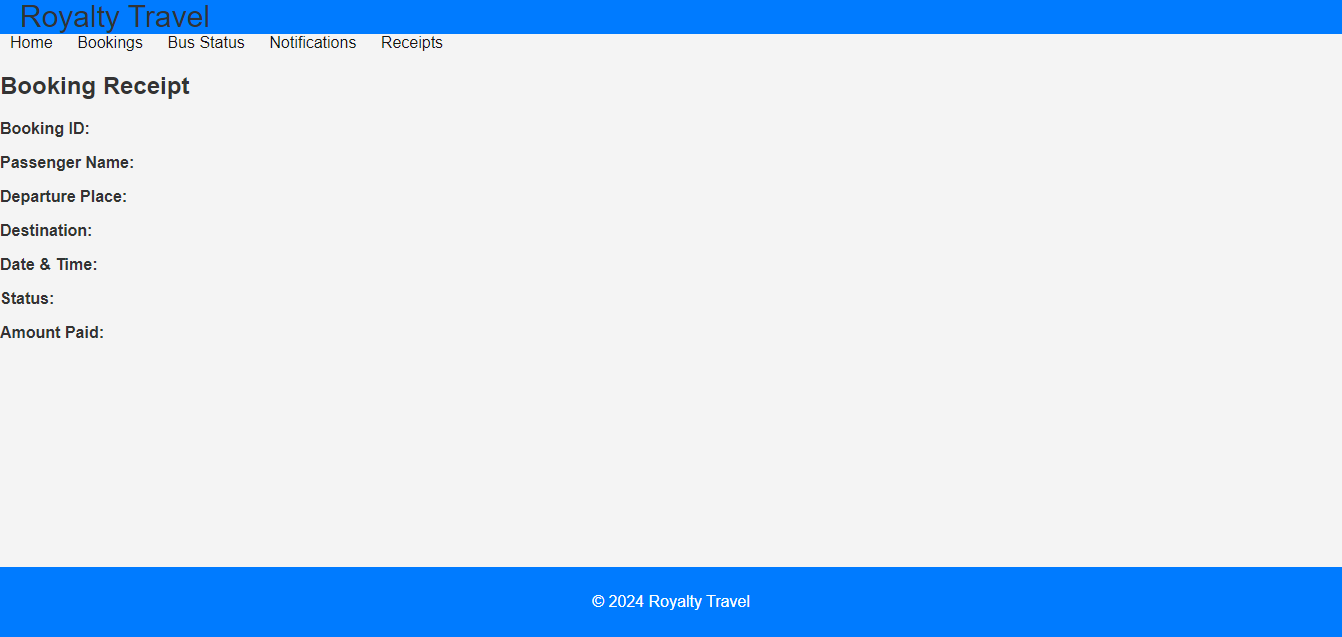 Royalty Travel
Home Bookings Bus Status Notifications Receipts
Booking Receipt
Booking ID:
Passenger Name:
Departure Place:
Destination:
Date & Time:
Status:
Amount Paid:
© 2024 Royalty Travel